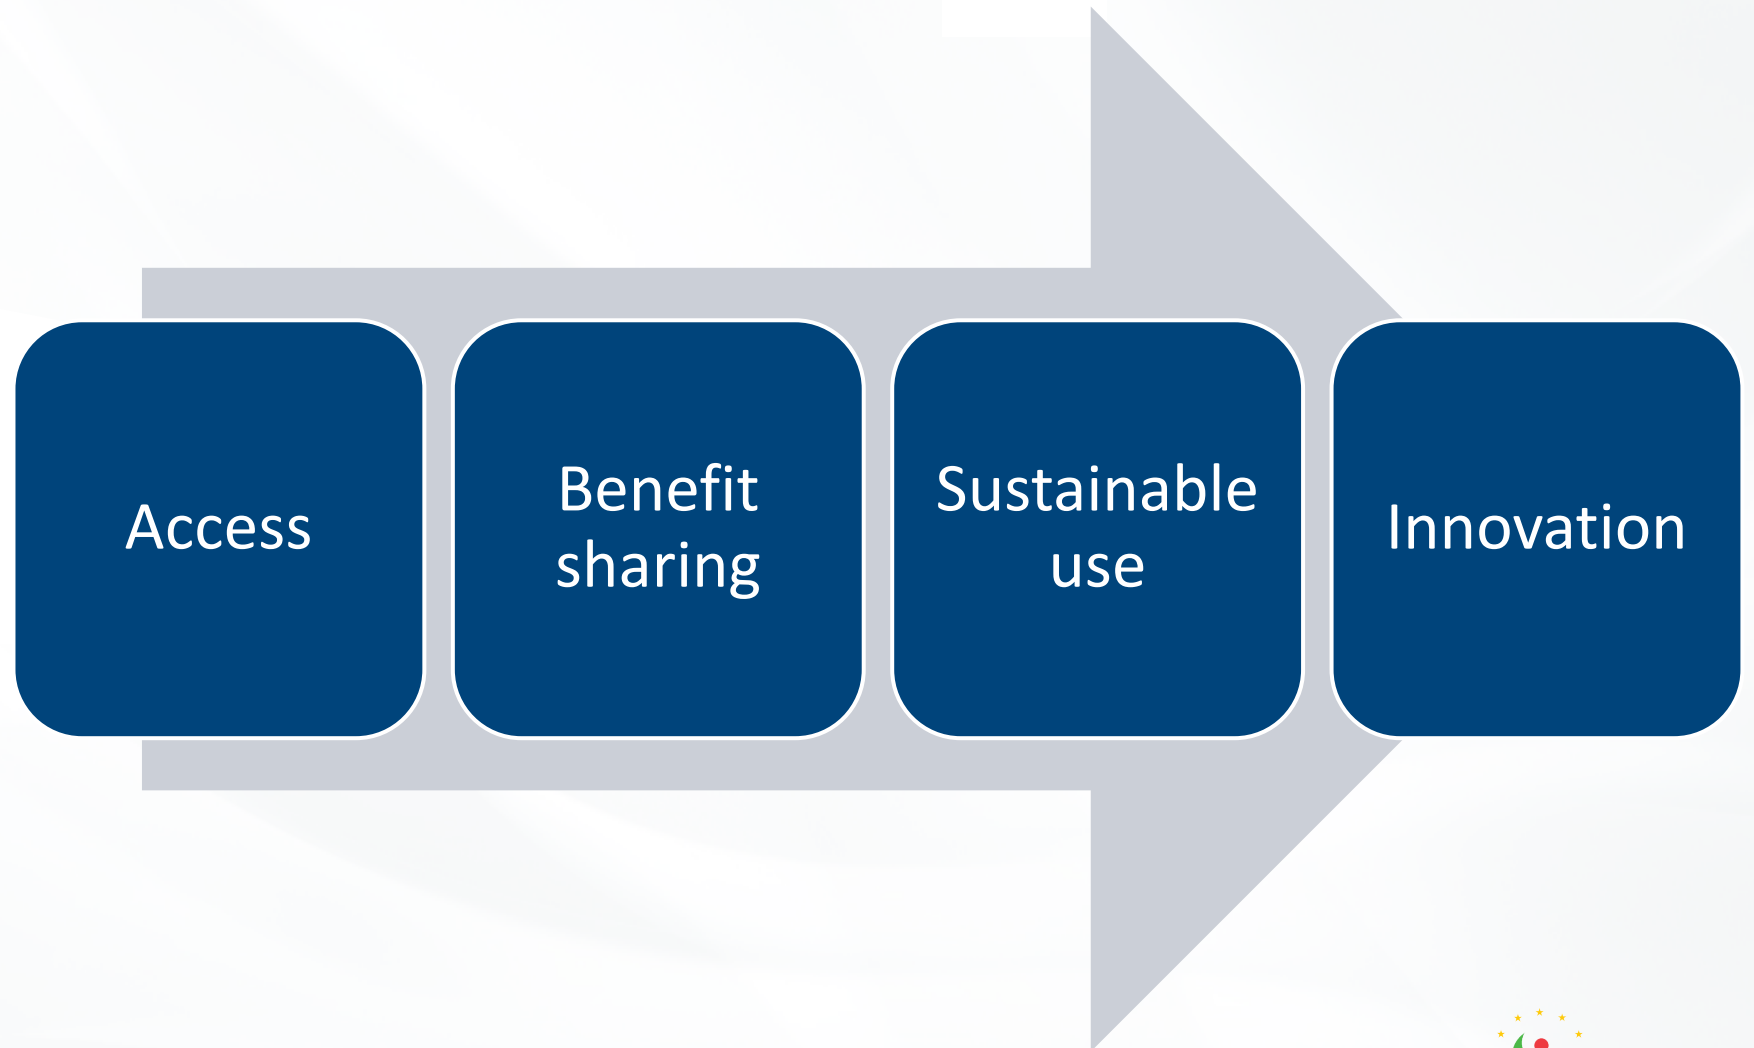 Access
Benefit
sharing
Sustainable
use
Innovation